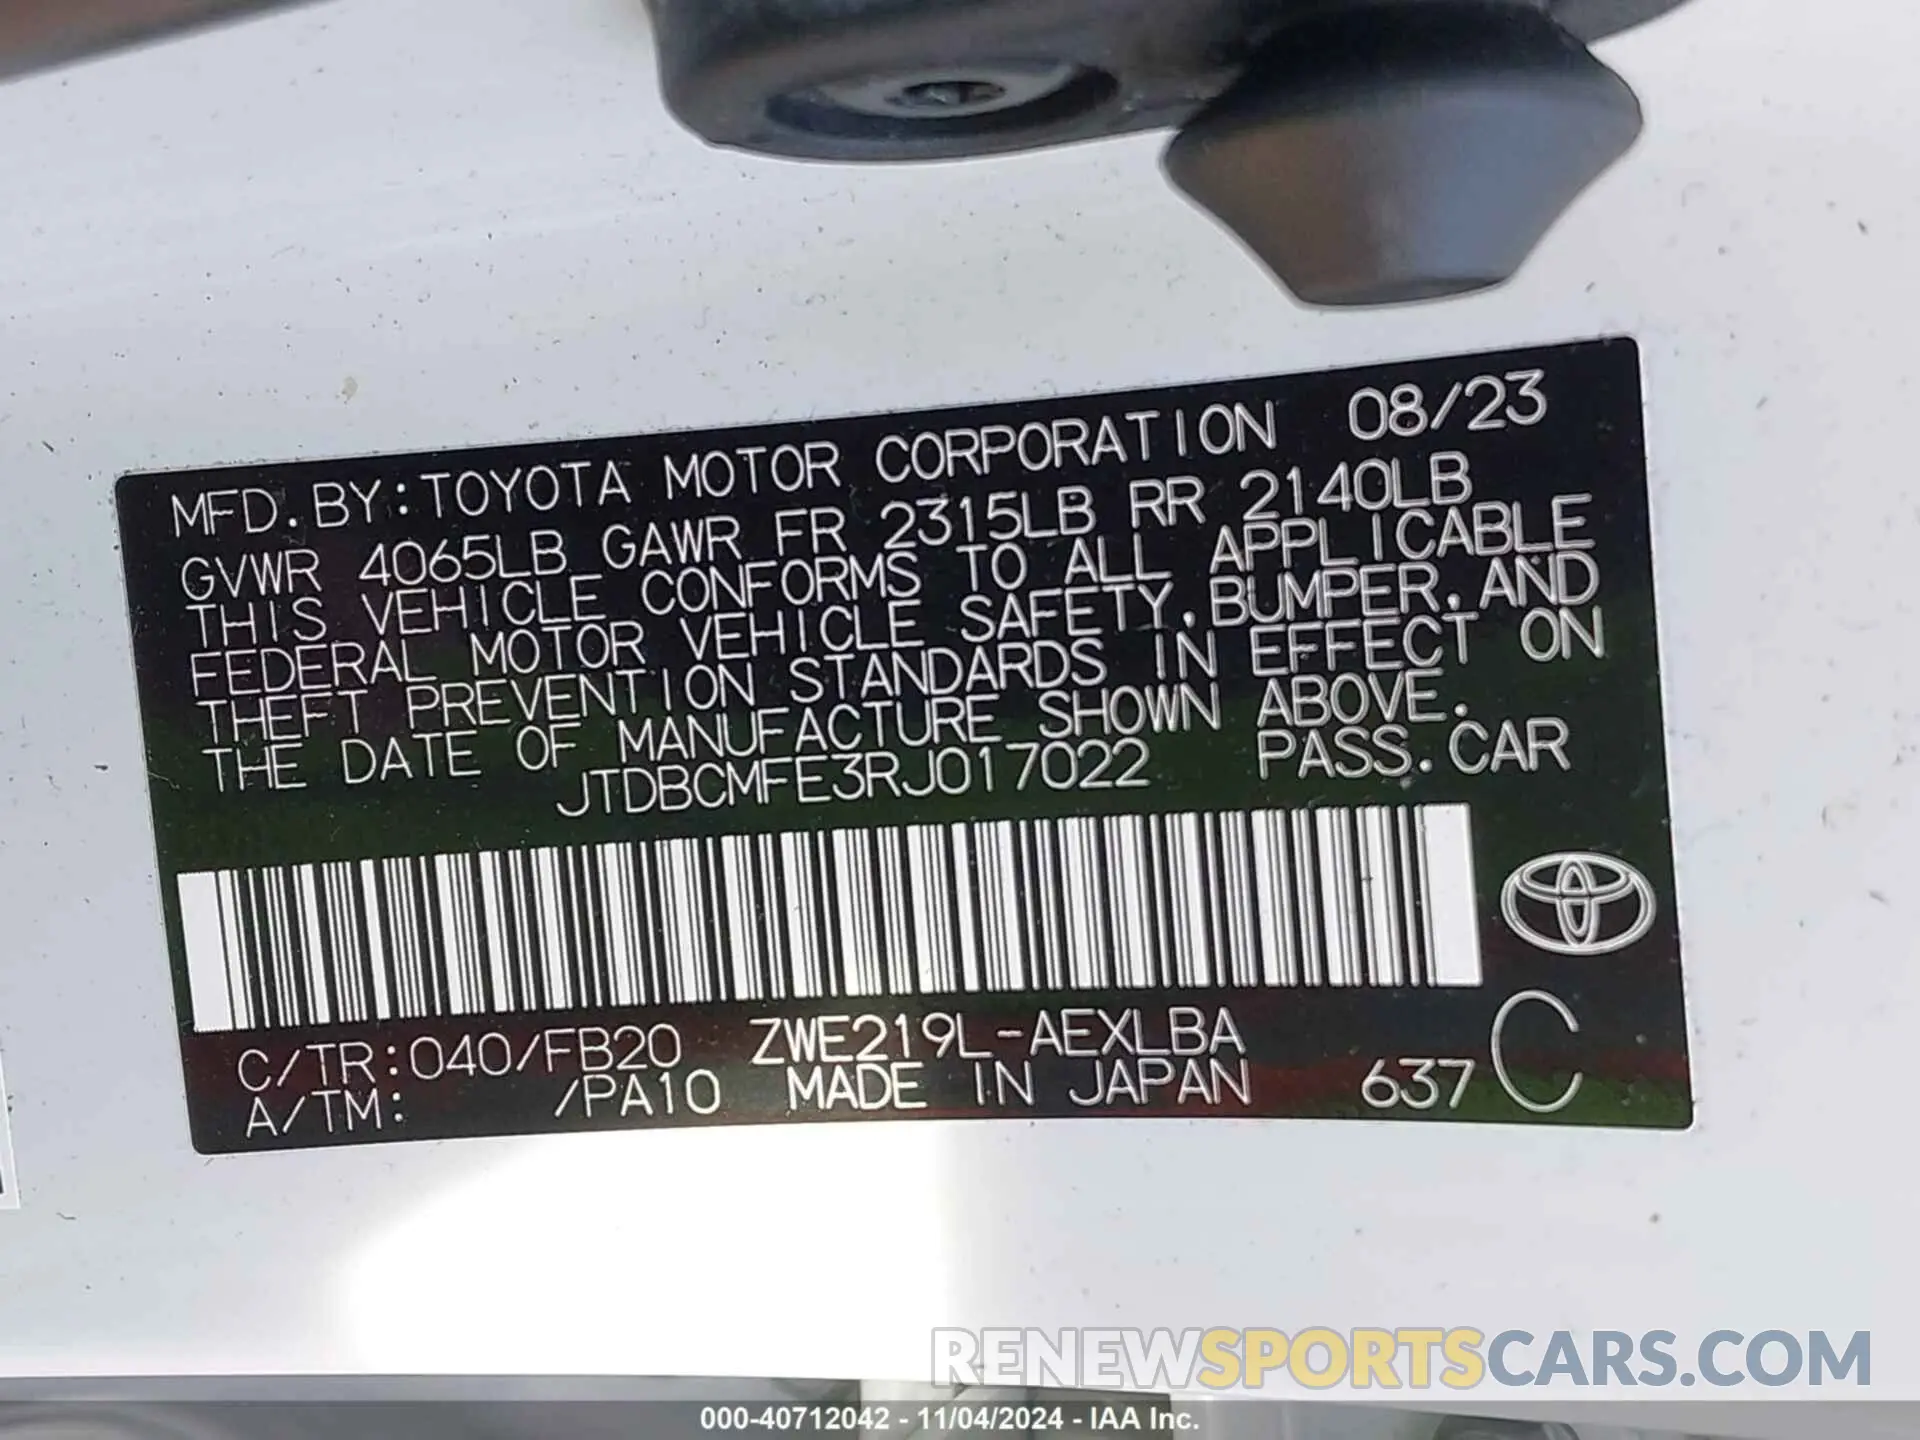 MFD. BY: TOYOTA MOTOR CORPORATION 08/23
GVWR 4065LB GAWR FR 2315LB RR 2140LB
THIS VEHICLE CONFORMS TO ALL APPLICABLE
FEDERAL MOTOR VEHICLE SAFETY, BUMPER, AND
THEFT PREVENTION STANDARDS IN EFFECT ON
THE DATE OF MANUFACTURE SHOWN ABOVE.
JTDBCMFE3RJ017022 PASS. CAR
C/TR: 040/FB20 ZWE219L-AEXLBA
A/TM: /PA10 MADE IN JAPAN 637 C
RENEWSPORTSCARS.COM
000-40712042 - 11/04/2024 - IAA Inc.